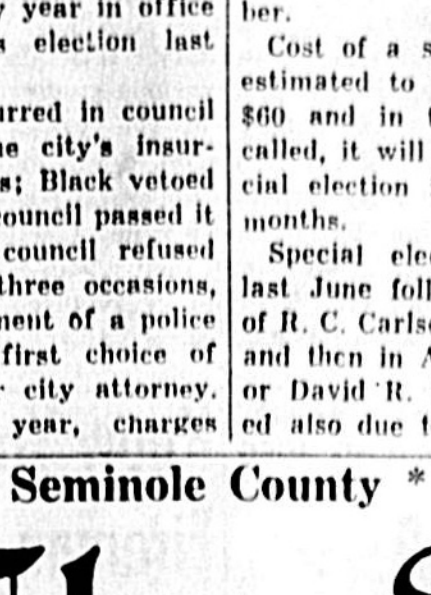 year in office
election last
urred in council
city's insur-
Black vetoed
council passed it
council refused
three occasions,
ment of a police
first choice of
city attorney.
year, charges
ber.
Cost of a s
estimated to
$60 and in
called, it will
cial election
months.
Special ele
last June foll
of R. C. Carls
and then in A
or David R.
ed also due t
Seminole County *